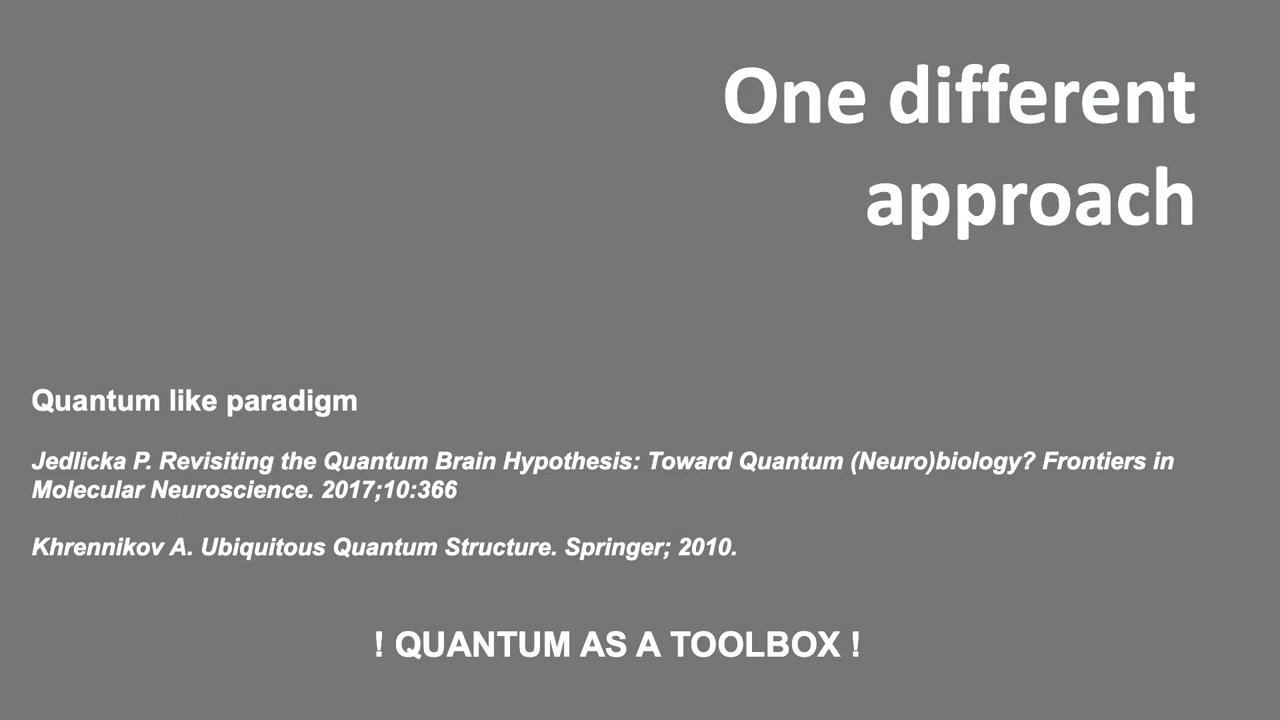 One different
approach
Quantum like paradigm
Jedlicka P. Revisiting the Quantum Brain Hypothesis: Toward Quantum (Neuro)biology? Frontiers in
Molecular Neuroscience. 2017;10:366
Khrennikov A. Ubiquitous Quantum Structure. Springer; 2010.
! QUANTUM AS A TOOLBOX !